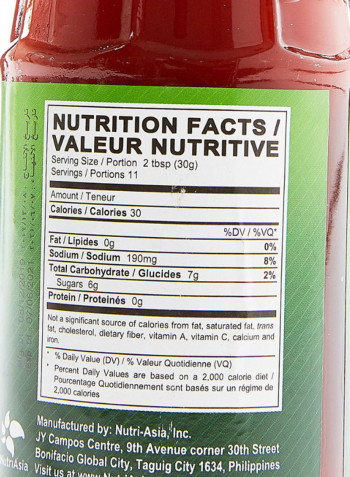 NUTRITION FACTS /
VALEUR NUTRITIVE
Serving Size / Portion 2 tbsp (30g)
Servings / Portions 11
Amount / Teneur
Calories / Calories 30
%DV / %VQ*
Fat / Lipides 0g 0%
Sodium / Sodium 190mg 8%
Total Carbohydrate / Glucides 7g 2%
Sugars 6g
Protein / Proteinés 0g
Not a significant source of calories from fat, saturated fat, trans
fat, cholesterol, dietary fiber, vitamin A, vitamin C, calcium and
iron.
* % Daily Value (DV) / % Valeur Quotidienne (VQ)
* Percent Daily Values are based on a 2,000 calorie diet /
Pourcentage Quotidiennement sont basés sur un régime de
2,000 calories
Manufactured by: Nutri-Asia, Inc.
JY Campos Centre, 9th Avenue corner 30th Street
Bonifacio Global City, Taguig City 1634, Philippines
Visit us at
NutriAsia